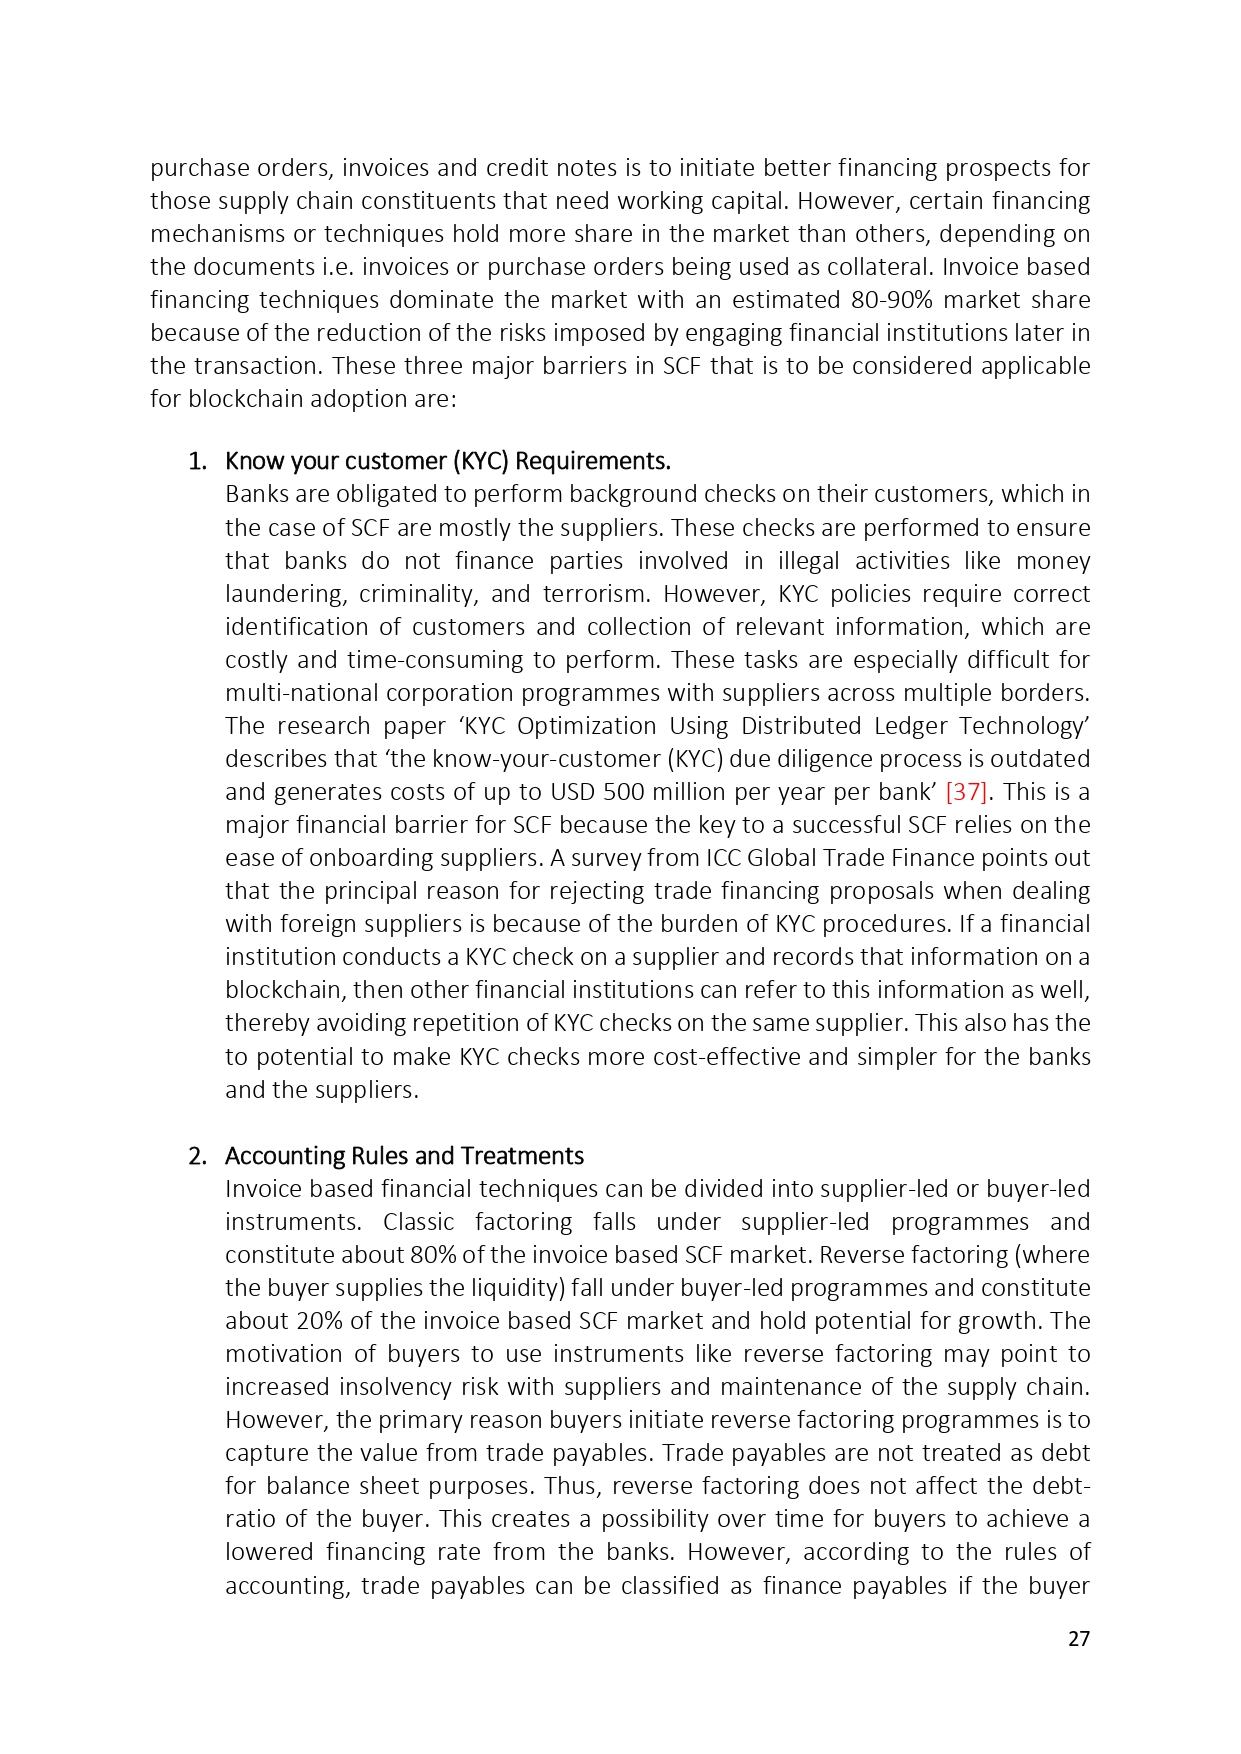 purchase orders, invoices and credit notes is to initiate better financing prospects for
those supply chain constituents that need working capital. However, certain financing
mechanisms or techniques hold more share in the market than others, depending on
the documents i.e. invoices or purchase orders being used as collateral. Invoice based
financing techniques dominate the market with an estimated 80-90% market share
because of the reduction of the risks imposed by engaging financial institutions later in
the transaction. These three major barriers in SCF that is to be considered applicable
for blockchain adoption are:
1. Know your customer (KYC) Requirements.
Banks are obligated to perform background checks on their customers, which in
the case of SCF are mostly the suppliers. These checks are performed to ensure
that banks do not finance parties involved in illegal activities like money
laundering, criminality, and terrorism. However, KYC policies require correct
identification of customers and collection of relevant information, which are
costly and time-consuming to perform. These tasks are especially difficult for
multi-national corporation programmes with suppliers across multiple borders.
The research paper ‘KYC Optimization Using Distributed Ledger Technology’
describes that ‘the know-your-customer (KYC) due diligence process is outdated
and generates costs of up to USD 500 million per year per bank’ [37]. This is a
major financial barrier for SCF because the key to a successful SCF relies on the
ease of onboarding suppliers. A survey from ICC Global Trade Finance points out
that the principal reason for rejecting trade financing proposals when dealing
with foreign suppliers is because of the burden of KYC procedures. If a financial
institution conducts a KYC check on a supplier and records that information on a
blockchain, then other financial institutions can refer to this information as well,
thereby avoiding repetition of KYC checks on the same supplier. This also has the
to potential to make KYC checks more cost-effective and simpler for the banks
and the suppliers.
2. Accounting Rules and Treatments
Invoice based financial techniques can be divided into supplier-led or buyer-led
instruments. Classic factoring falls under supplier-led programmes and
constitute about 80% of the invoice based SCF market. Reverse factoring (where
the buyer supplies the liquidity) fall under buyer-led programmes and constitute
about 20% of the invoice based SCF market and hold potential for growth. The
motivation of buyers to use instruments like reverse factoring may point to
increased insolvency risk with suppliers and maintenance of the supply chain.
However, the primary reason buyers initiate reverse factoring programmes is to
capture the value from trade payables. Trade payables are not treated as debt
for balance sheet purposes. Thus, reverse factoring does not affect the debt-
ratio of the buyer. This creates a possibility over time for buyers to achieve a
lowered financing rate from the banks. However, according to the rules of
accounting, trade payables can be classified as finance payables if the buyer
27